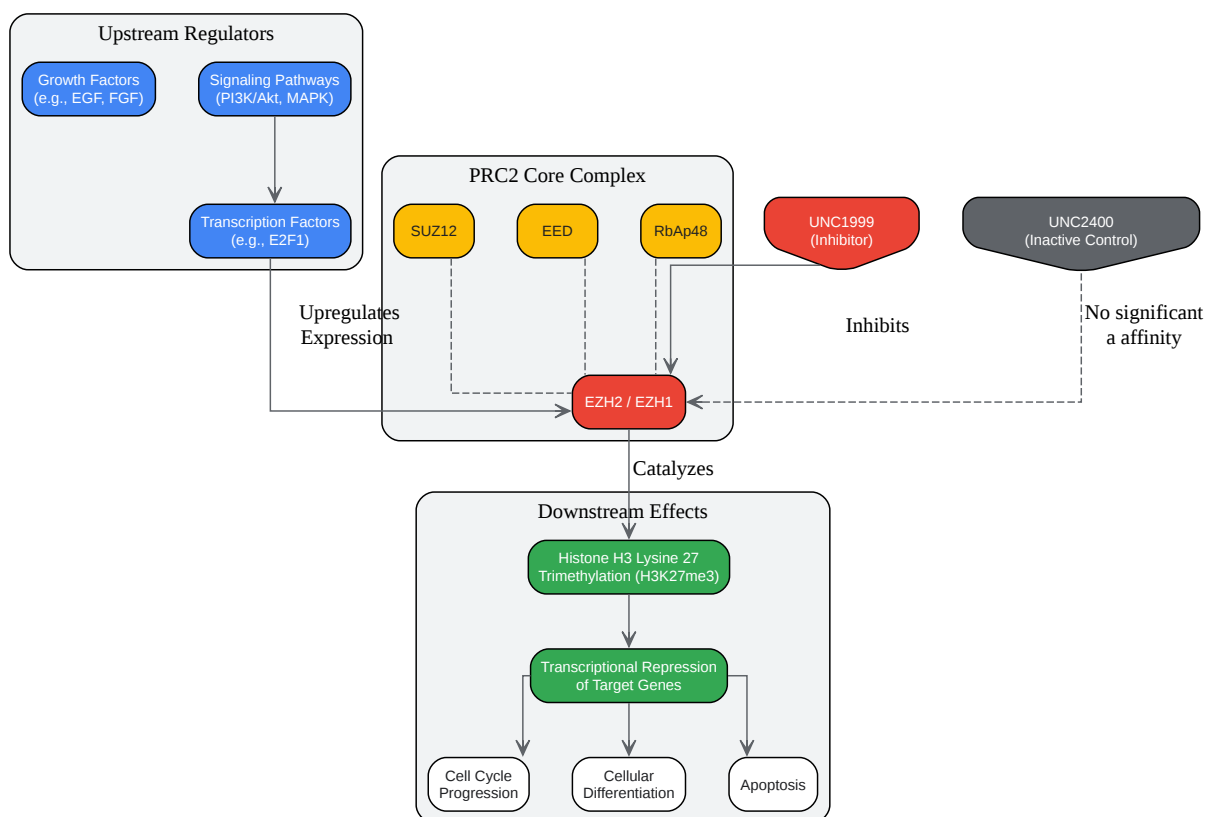 Upstream Regulators
Growth Factors
(e.g., EGF, FGF)
Signaling Pathways
(PI3K/Akt, MAPK)
Transcription Factors
(e.g., E2F1)
PRC2 Core Complex
SUZ12
EED
RbAp48
UNC1999
(Inhibitor)
UNC2400
(Inactive Control)
Upregulates
Expression
Inhibits
No significant
a affinity
EZH2 / EZH1
Catalyzes
Downstream Effects
Histone H3 Lysine 27
Trimethylation (H3K27me3)
Transcriptional Repression
of Target Genes
Cell Cycle
Progression
Cellular
Differentiation
Apoptosis